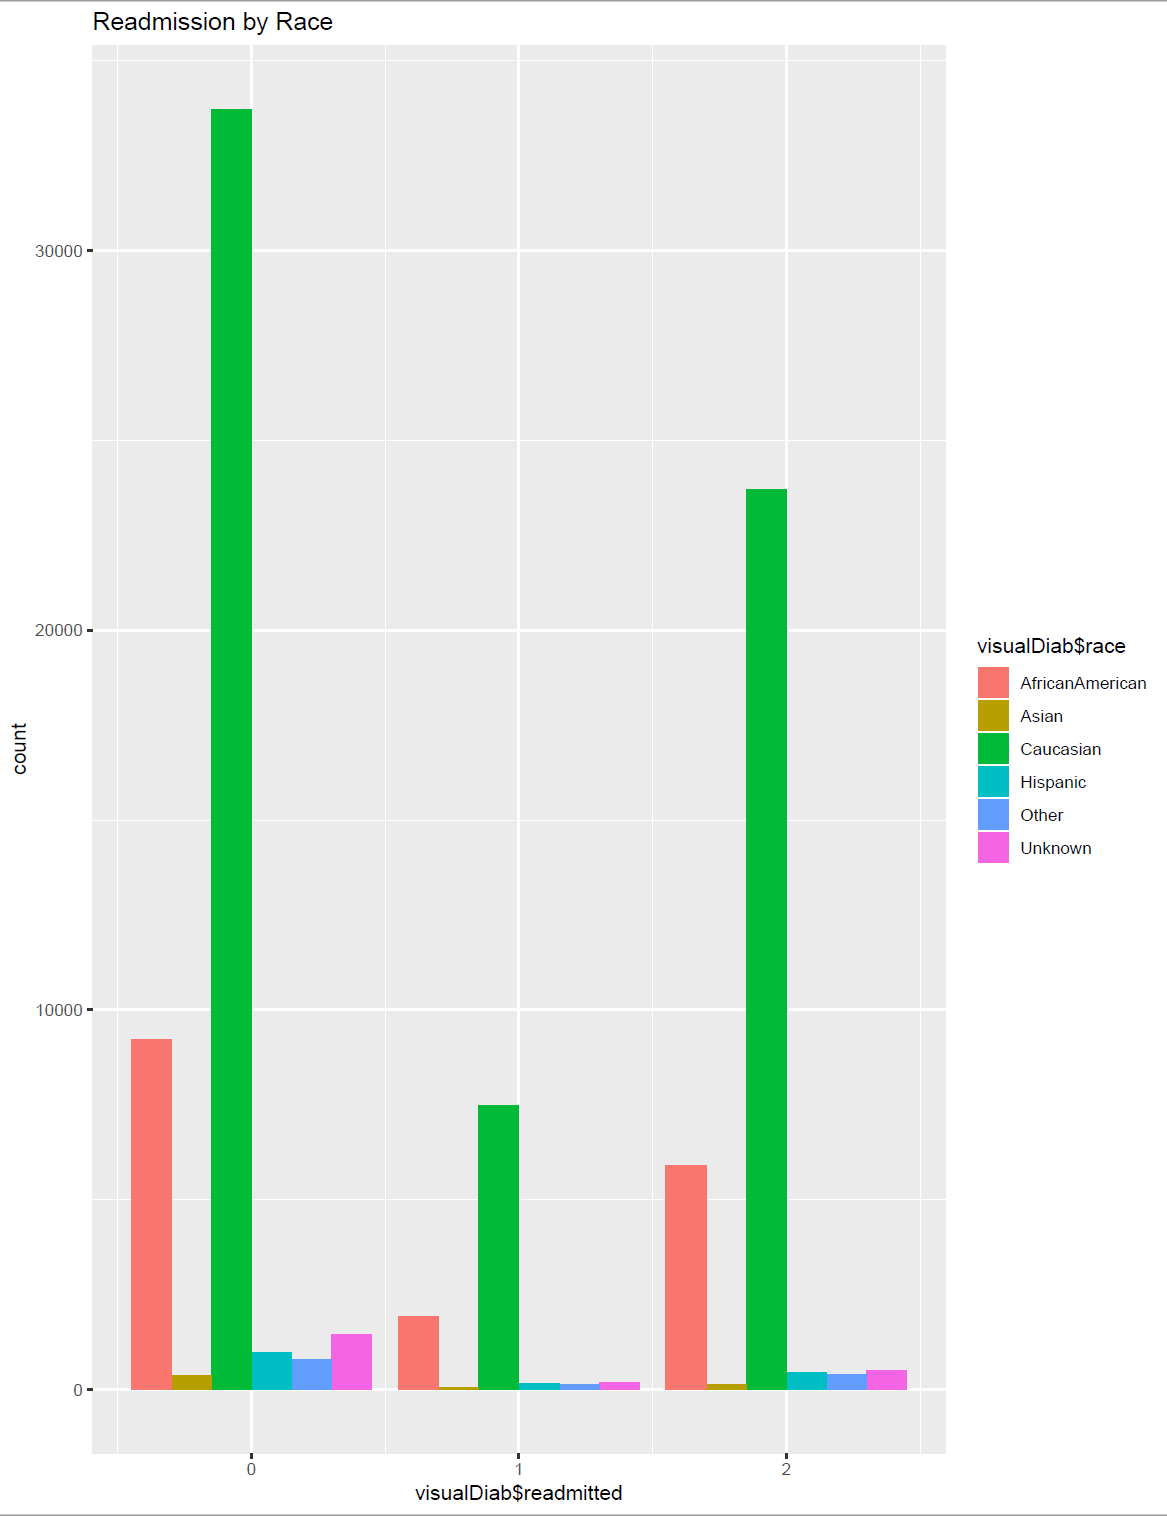 Readmission by Race
30000
20000
10000
0
count
0 1 2
visualDiab$readmitted
visualDiab$race
AfricanAmerican
Asian
Caucasian
Hispanic
Other
Unknown